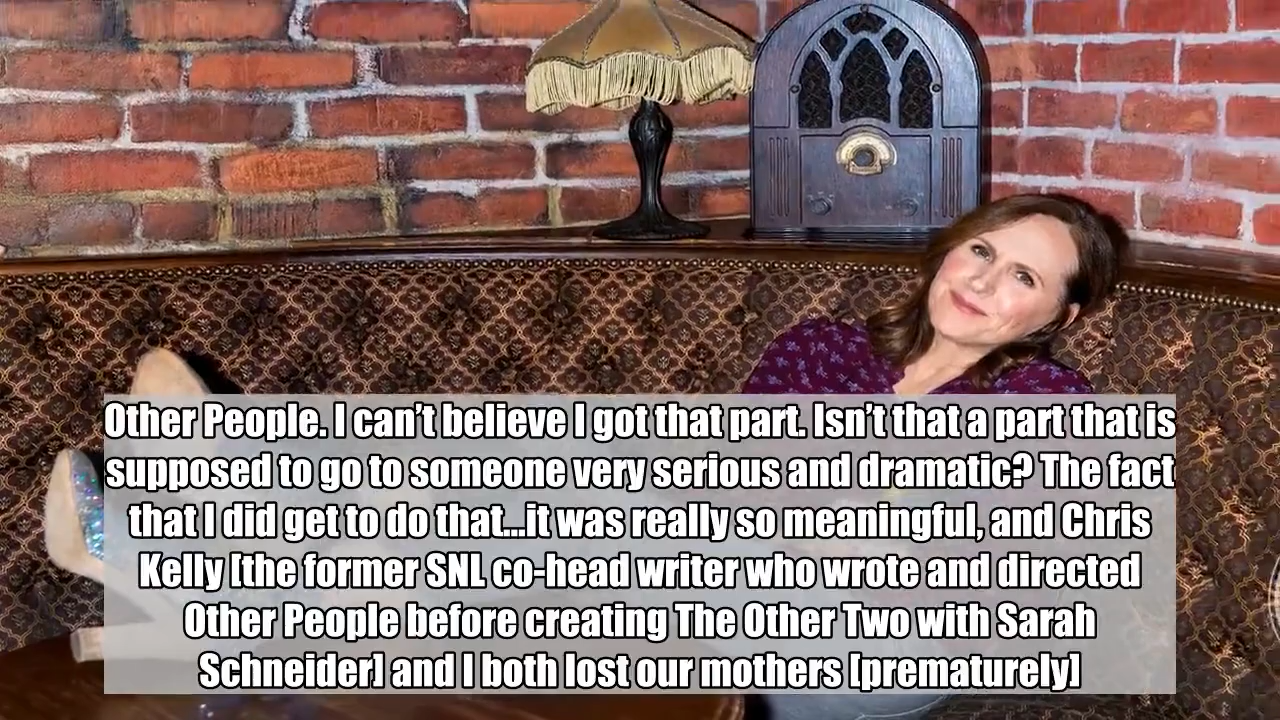 Other People. I can’t believe I got that part. Isn’t that a part that is
supposed to go to someone very serious and dramatic? The fact
that I did get to do that...it was really so meaningful, and Chris
Kelly [the former SNL co-head writer who wrote and directed
Other People before creating The Other Two with Sarah
Schneider] and I both lost our mothers [prematurely]